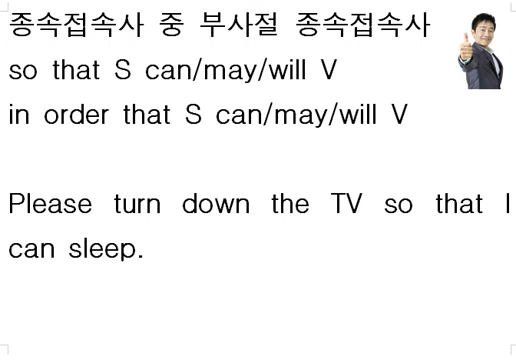 종속접속사 중 부사절 종속접속사
so that S can/may/will V
in order that S can/may/will V
Please turn down the TV so that I
can sleep.